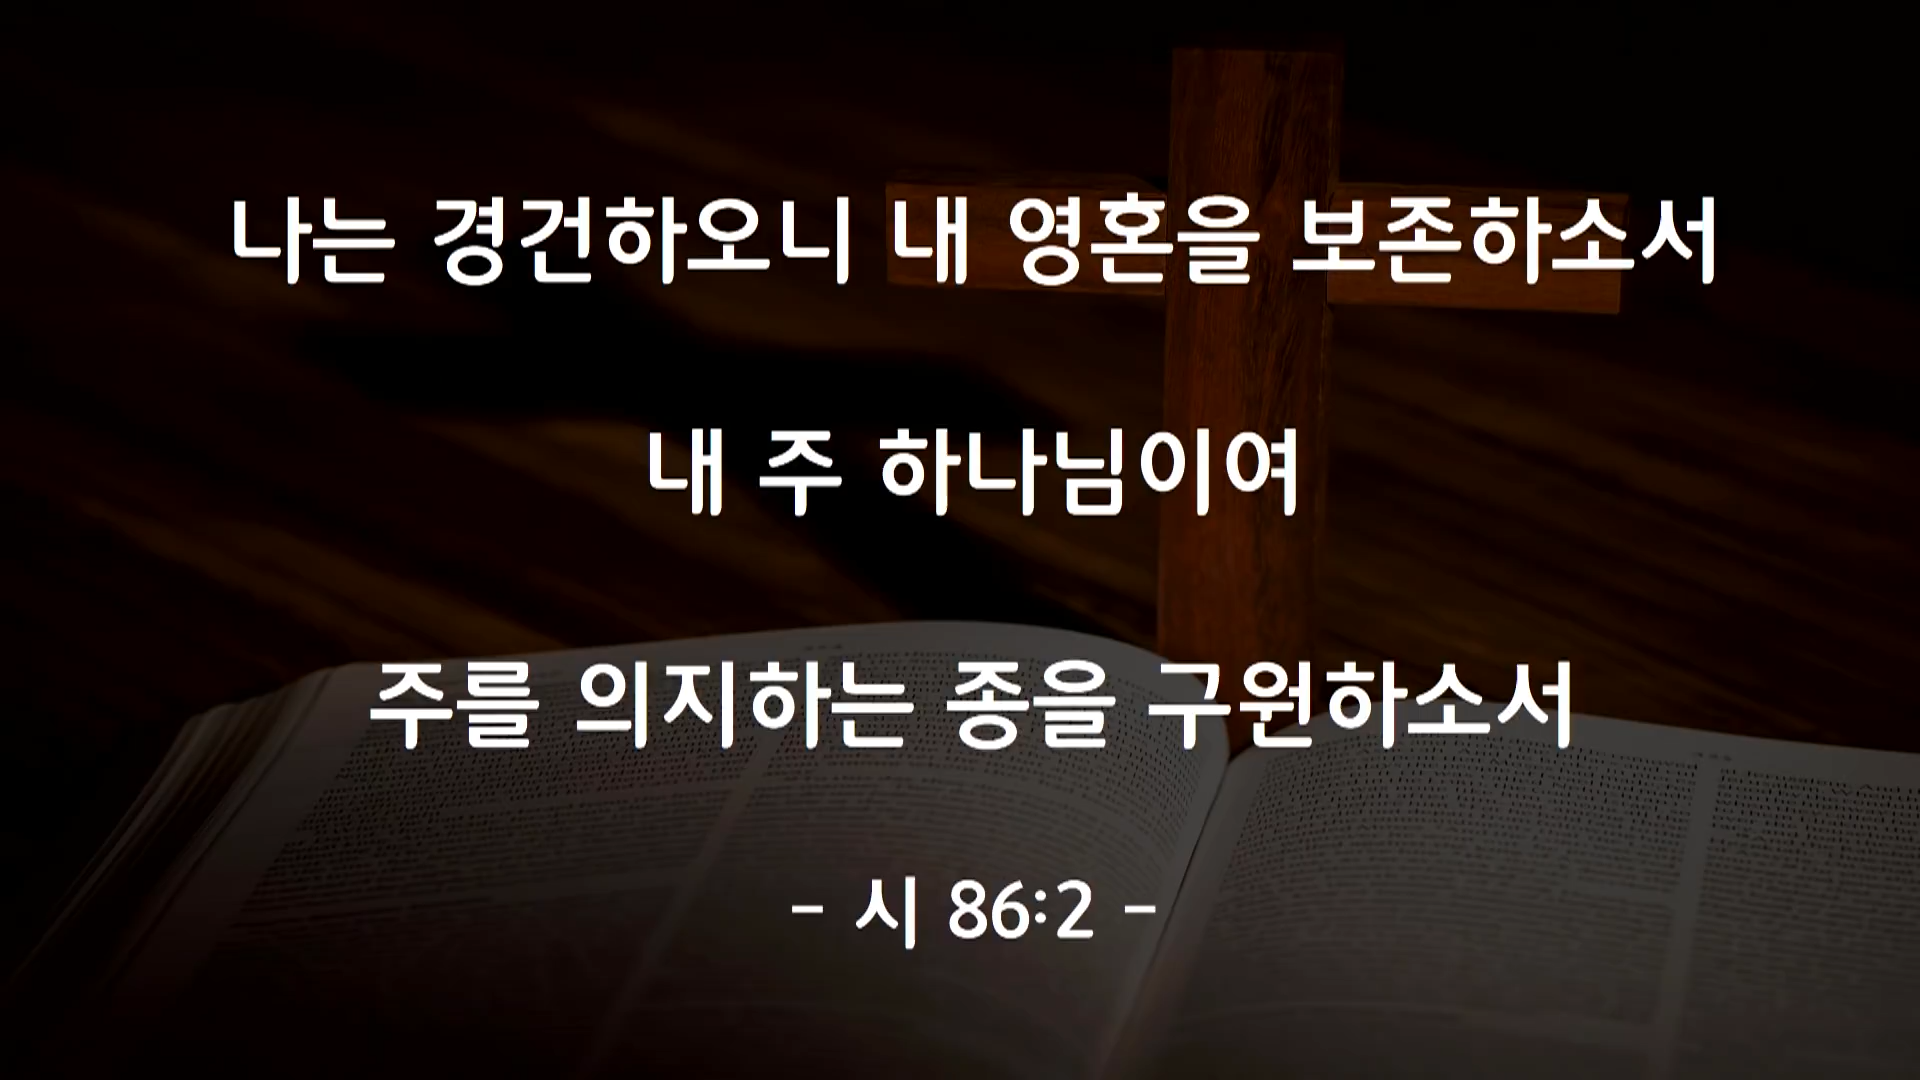 나는 경건하오니 내 영혼을 보존하소서
내 주 하나님이여
주를 의지하는 종을 구원하소서
- 시 86:2 -